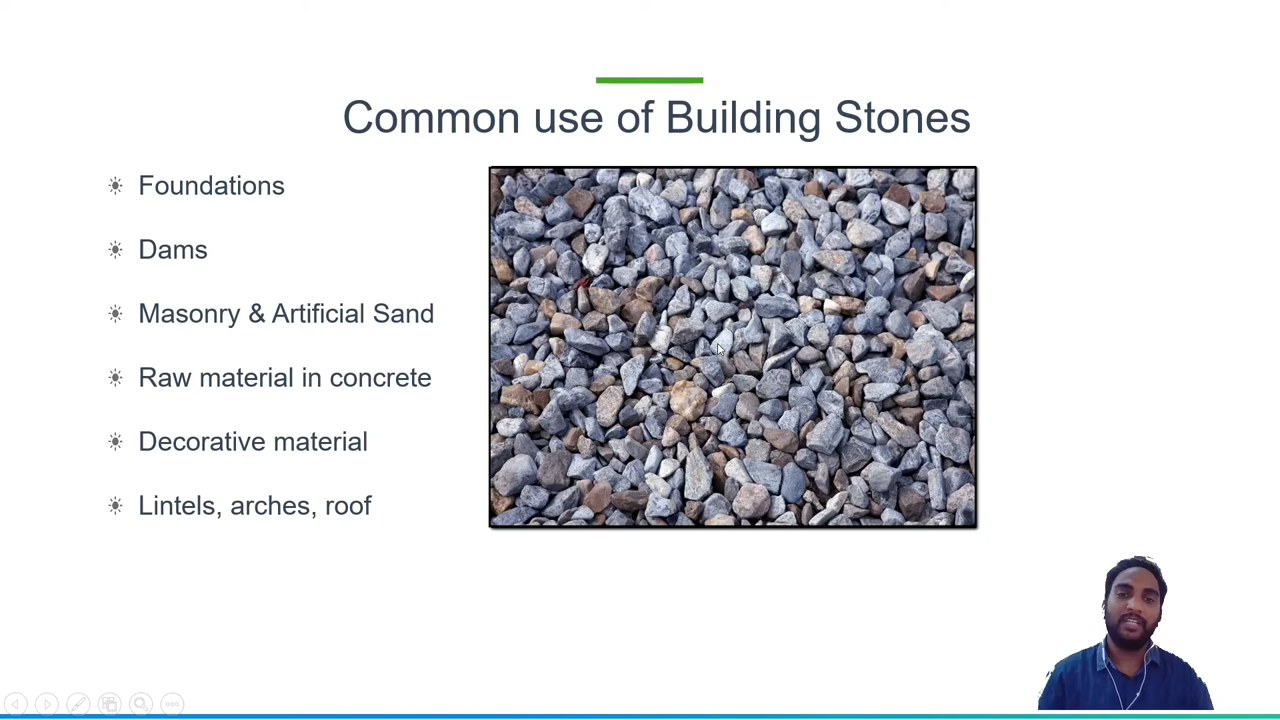 Common use of Building Stones
Foundations
Dams
Masonry & Artificial Sand
Raw material in concrete
Decorative material
Lintels, arches, roof